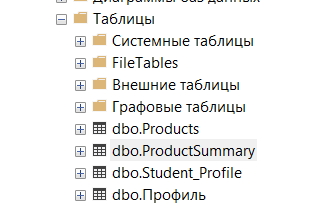 Диаграммы баз данных
Таблицы
Системные таблицы
FileTables
Внешние таблицы
Графовые таблицы
dbo.Products
dbo.ProductSummary
dbo.Student_Profile
dbo.Профиль